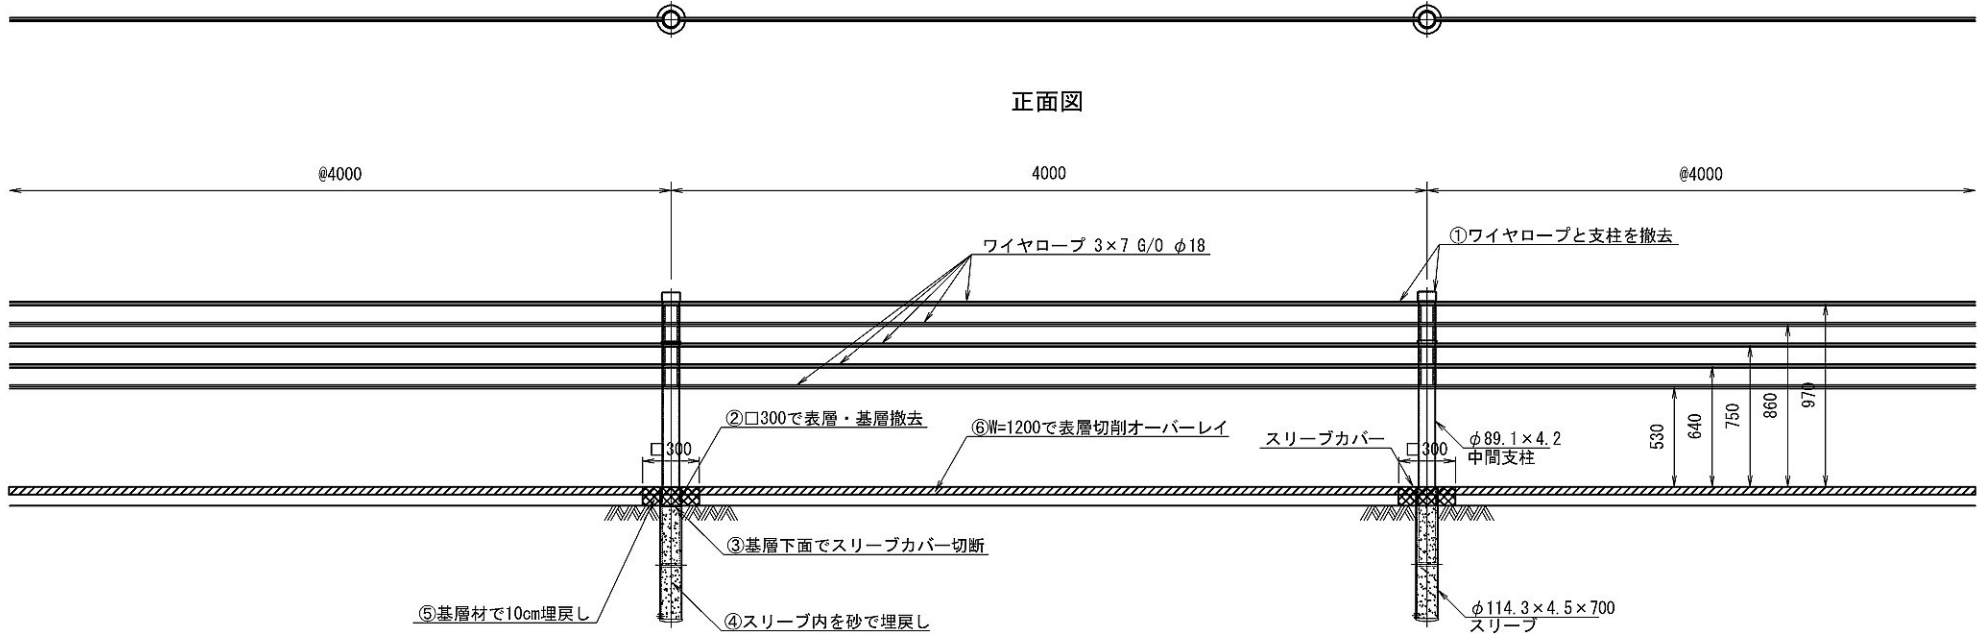 正面図
@4000
4000
@4000
ワイヤロープ 3×7 G/O φ18
①ワイヤロープと支柱を撤去
②□300で表層・基層撤去
⑥W=1200で表層切削オーバーレイ
スリーブカバー
□300
□300
φ89.1×4.2
中間支柱
530
640
750
860
970
③基層下面でスリーブカバー切断
⑤基層材で10cm埋戻し
④スリーブ内を砂で埋戻し
φ114.3×4.5×700
スリーブ